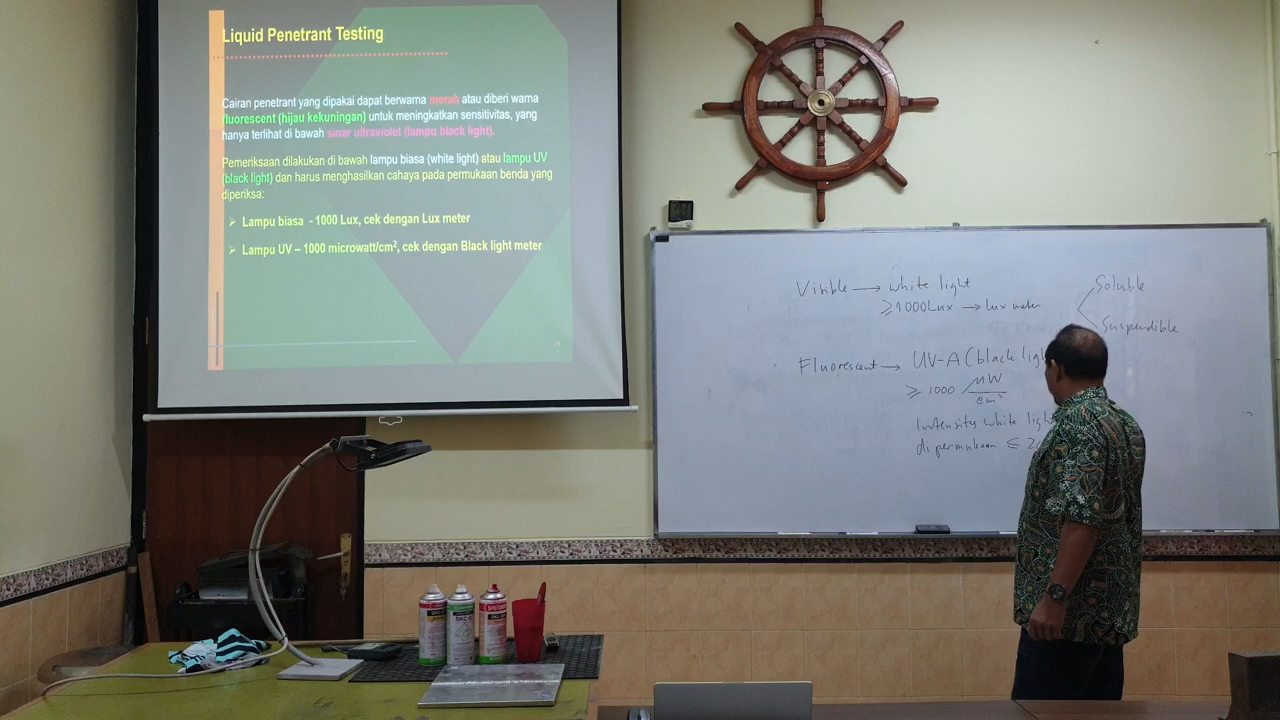 Liquid Penetrant Testing
Cairan penetrant yang dipakai dapat berwarna merah atau diberi warna
fluorescent (hijau kekuningan) untuk meningkatkan sensitivitas, yang
hanya terlihat di bawah sinar ultraviolet (lampu black light).
Pemeriksaan dilakukan di bawah lampu biasa (white light) atau lampu UV
(black light) dan harus menghasilkan cahaya pada permukaan benda yang
diperiksa:
➢ Lampu biasa - 1000 Lux, cek dengan Lux meter
➢ Lampu UV – 1000 microwatt/cm², cek dengan Black light meter
Visible → white light
≥1000 Lux → lux meter
Soluble
Suspendible
Fluorescent → UV-A (black ligh
≥ 1000 μW/cm²
Intensitas white light
di permukaan ≤